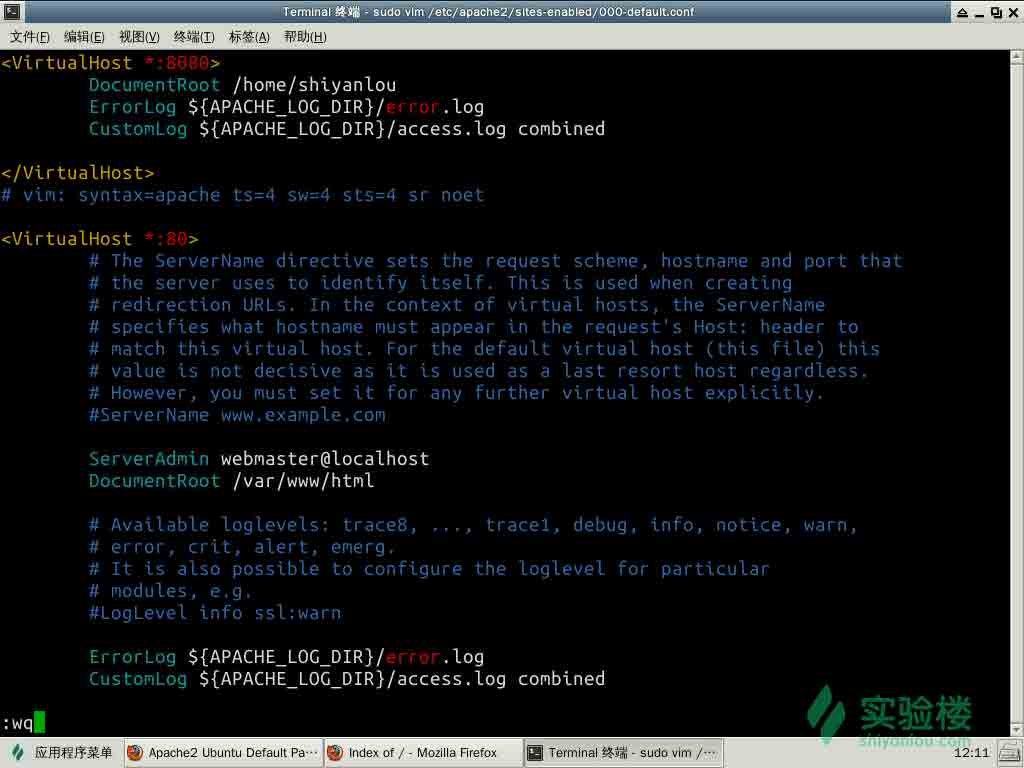 Terminal 终端 - sudo vim /etc/apache2/sites-enabled/000-default.conf
文件(F) 编辑(E) 视图(V) 终端(T) 标签(A) 帮助(H)
<VirtualHost *:8080>
DocumentRoot /home/shiyanlou
ErrorLog ${APACHE_LOG_DIR}/error.log
CustomLog ${APACHE_LOG_DIR}/access.log combined
</VirtualHost>
# vim: syntax=apache ts=4 sw=4 sts=4 sr noet
<VirtualHost *:80>
# The ServerName directive sets the request scheme, hostname and port that
# the server uses to identify itself. This is used when creating
# redirection URLs. In the context of virtual hosts, the ServerName
# specifies what hostname must appear in the request's Host: header to
# match this virtual host. For the default virtual host (this file) this
# value is not decisive as it is used as a last resort host regardless.
# However, you must set it for any further virtual host explicitly.
#ServerName www.example.com
ServerAdmin webmaster@localhost
DocumentRoot /var/www/html
# Available loglevels: trace8, ..., trace1, debug, info, notice, warn,
# error, crit, alert, emerg.
# It is also possible to configure the loglevel for particular
# modules, e.g.
#LogLevel info ssl:warn
ErrorLog ${APACHE_LOG_DIR}/error.log
CustomLog ${APACHE_LOG_DIR}/access.log combined
:wq
实验楼
shiyanlou.com
应用程序菜单 Apache2 Ubuntu Default Pa··· Index of / - Mozilla Firefox Terminal 终端 - sudo vim /··· 12:11